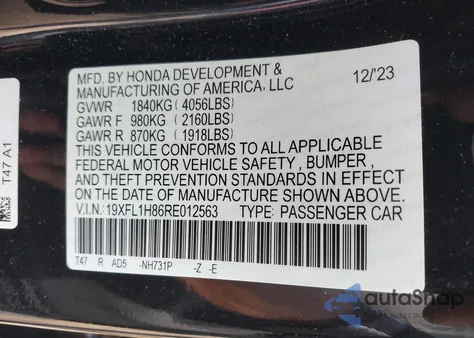 MFD. BY HONDA DEVELOPMENT &
MANUFACTURING OF AMERICA, LLC 12/'23
GVWR 1840KG (4056LBS)
GAWR F 980KG (2160LBS)
GAWR R 870KG (1918LBS)
THIS VEHICLE CONFORMS TO ALL APPLICABLE
FEDERAL MOTOR VEHICLE SAFETY , BUMPER ,
AND THEFT PREVENTION STANDARDS IN EFFECT
ON THE DATE OF MANUFACTURE SHOWN ABOVE.
V.I.N.: 19XFL1H86RE012563 TYPE: PASSENGER CAR
T47 R AD5 -NH731P -Z -E
T47 A1
autaShap